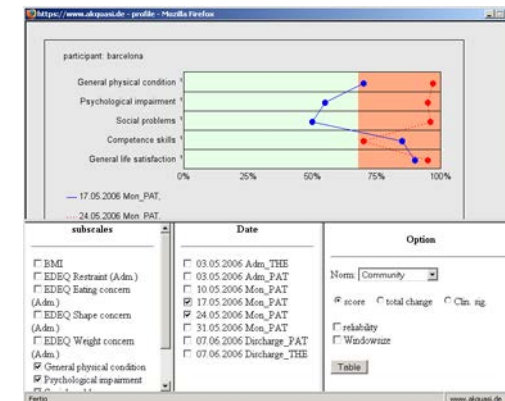 https://www.akquasi.de - profile - Mozilla Firefox
participant: barcelona
General physical condition
Psychological impairment
Social problems
Competence skills
General life satisfaction
0% 25% 50% 75% 100%
17.05.2006 Mon_PAT,
24.05.2006 Mon_PAT,
subscales
BMI
EDEQ Restraint (Adm.)
EDEQ Eating concern
(Adm.)
EDEQ Shape concern
(Adm.)
EDEQ Weight concern
(Adm.)
General physical condition
Psychological impairment
Date
03.05.2006 Adm_THE
03.05.2006 Adm_PAT
10.05.2006 Mon_PAT
17.05.2006 Mon_PAT
24.05.2006 Mon_PAT
31.05.2006 Mon_PAT
07.06.2006 Discharge_PAT
07.06.2006 Discharge_THE
Option
Norm: Community
score total change Clin. sig.
reliability
Windowsize
Table
Fertig
www.akquasi.de